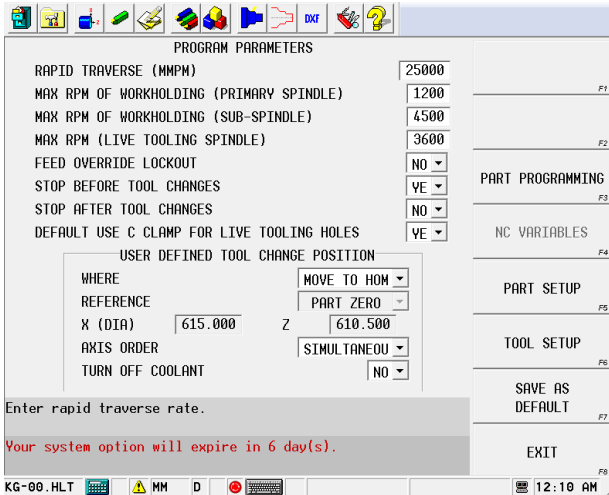 DXF
PROGRAM PARAMETERS
RAPID TRAVERSE (MMPM) 25000
MAX RPM OF WORKHOLDING (PRIMARY SPINDLE) 1200
MAX RPM OF WORKHOLDING (SUB-SPINDLE) 4500
MAX RPM (LIVE TOOLING SPINDLE) 3600
FEED OVERRIDE LOCKOUT NO
STOP BEFORE TOOL CHANGES YE
STOP AFTER TOOL CHANGES NO
DEFAULT USE C CLAMP FOR LIVE TOOLING HOLES YE
USER DEFINED TOOL CHANGE POSITION
WHERE MOVE TO HOM
REFERENCE PART ZERO
X (DIA) 615.000 Z 610.500
AXIS ORDER SIMULTANEOU
TURN OFF COOLANT NO
Enter rapid traverse rate.
Your system option will expire in 6 day(s).
F1
F2
PART PROGRAMMING
F3
NC VARIABLES
F4
PART SETUP
F5
TOOL SETUP
F6
SAVE AS
DEFAULT
F7
EXIT
F8
KG-00.HLT MM D 12:10 AM